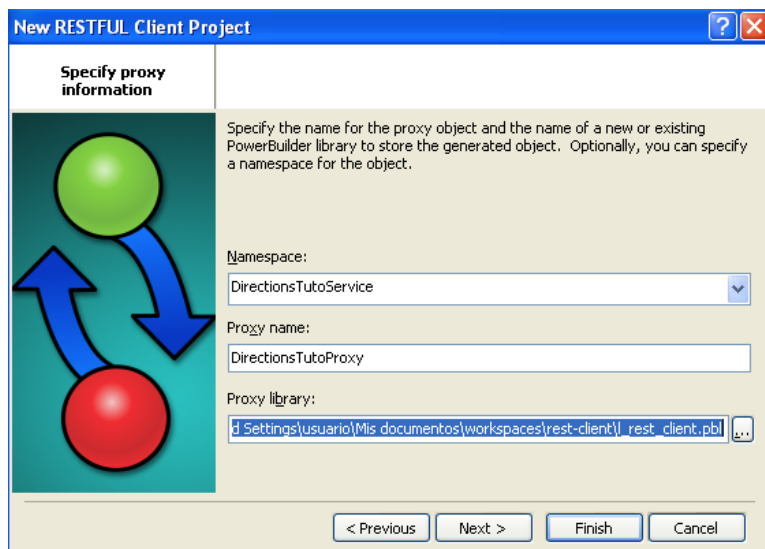 New RESTFUL Client Project
Specify proxy
information
Specify the name for the proxy object and the name of a new or existing
PowerBuilder library to store the generated object. Optionally, you can specify
a namespace for the object.
Namespace:
DirectionsTutoService
Proxy name:
DirectionsTutoProxy
Proxy library:
d Settings\usuario\Mis documentos\workspaces\rest-client\l_rest_client.pbl
...
< Previous
Next >
Finish
Cancel